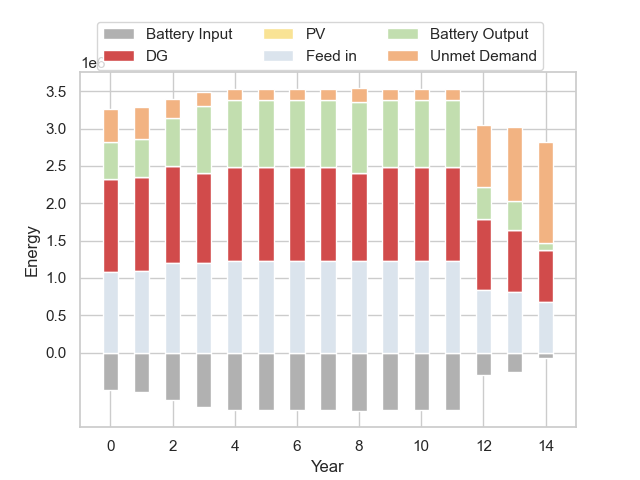 Battery Input PV Battery Output
DG Feed in Unmet Demand
1e6
3.5
3.0
2.5
2.0
1.5
1.0
0.5
0.0
Energy
0 2 4 6 8 10 12 14
Year